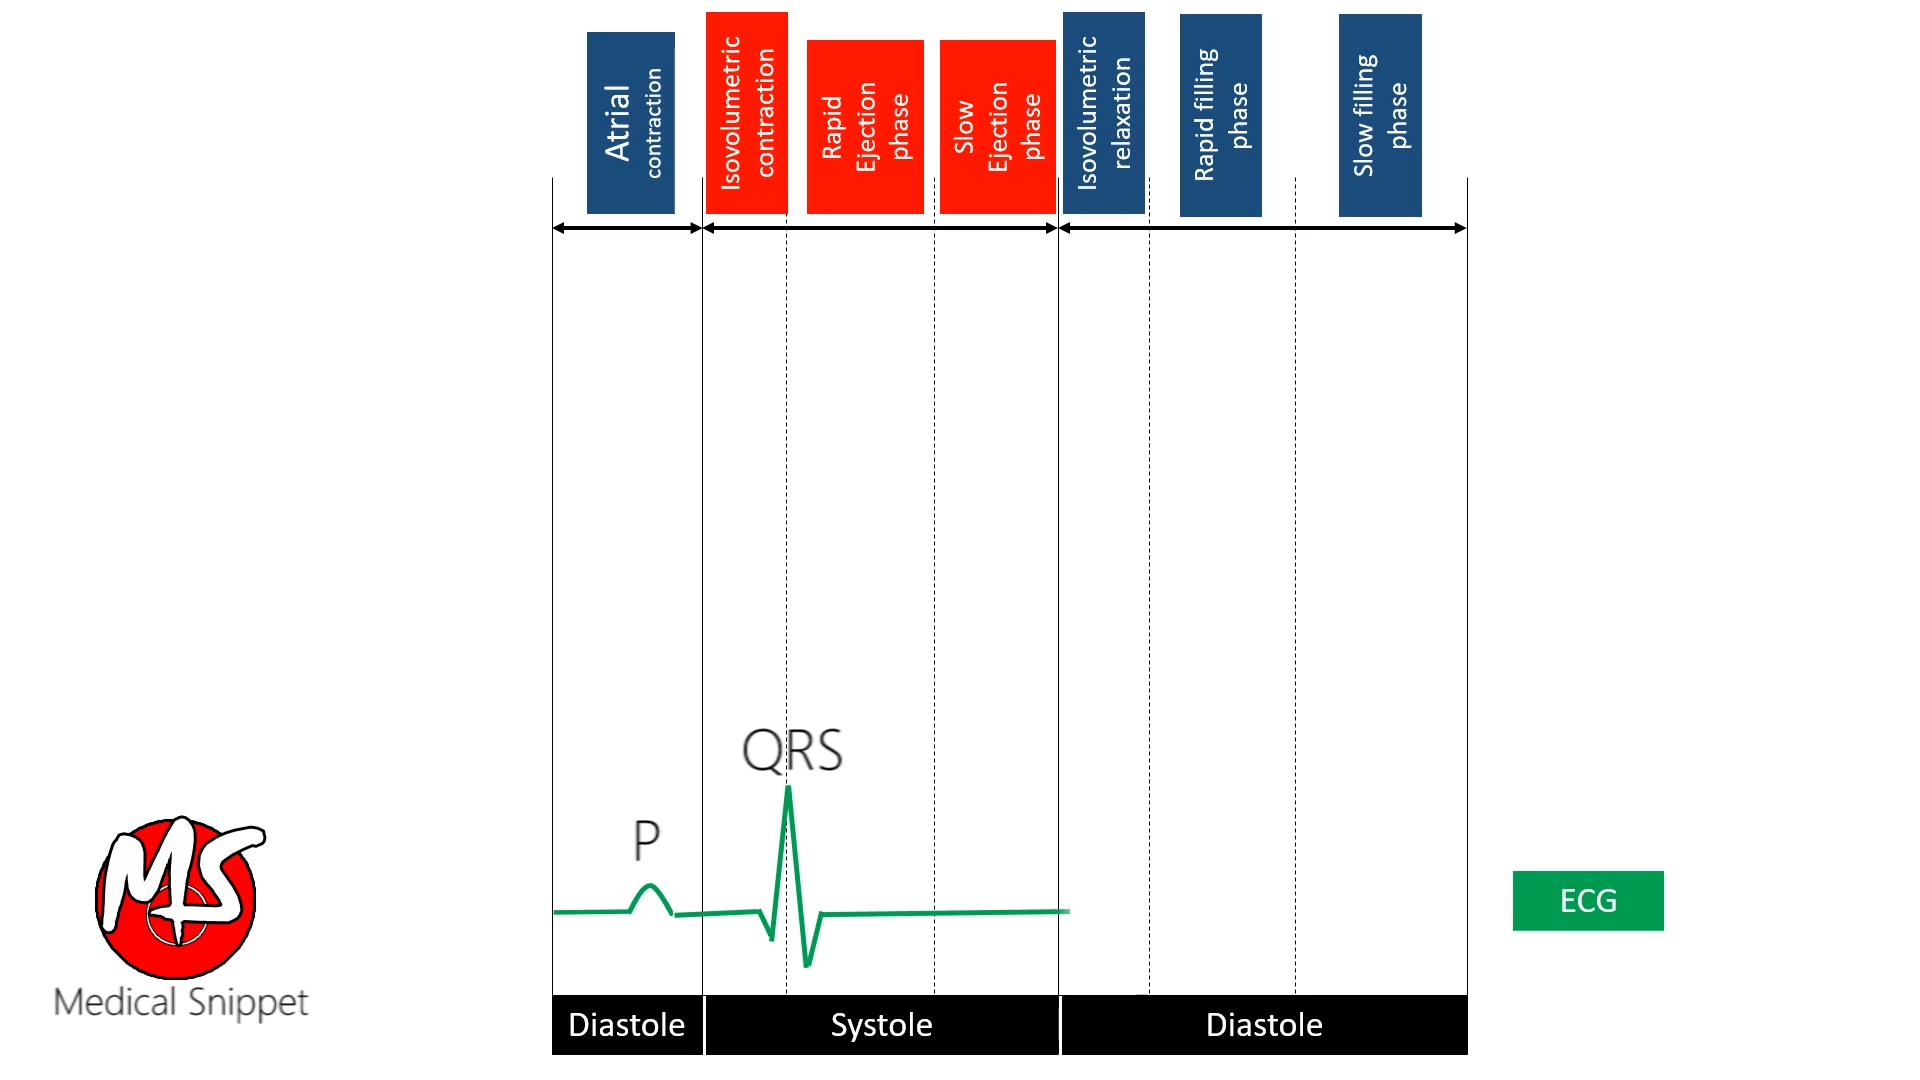 Atrial
contraction
Isovolumetric
contraction
Rapid
Ejection
phase
Slow
Ejection
phase
Isovolumetric
relaxation
Rapid filling
phase
Slow filling
phase
QRS
P
ECG
MS
Medical Snippet
Diastole
Systole
Diastole